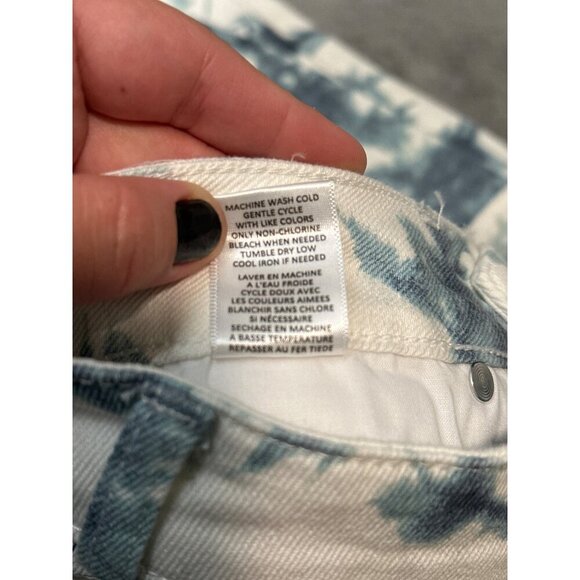 MACHINE WASH COLD
GENTLE CYCLE
WITH LIKE COLORS
ONLY NON-CHLORINE
BLEACH WHEN NEEDED
TUMBLE DRY LOW
COOL IRON IF NEEDED
LAVER EN MACHINE
A L'EAU FROIDE
CYCLE DOUX AVEC
LES COULEURS AIMEES
BLANCHIR SANS CHLORE
SI NÉCESSAIRE
SECHAGE EN MACHINE
A BASSE TEMPÉRATURE
REPASSER AU FER TIEDE